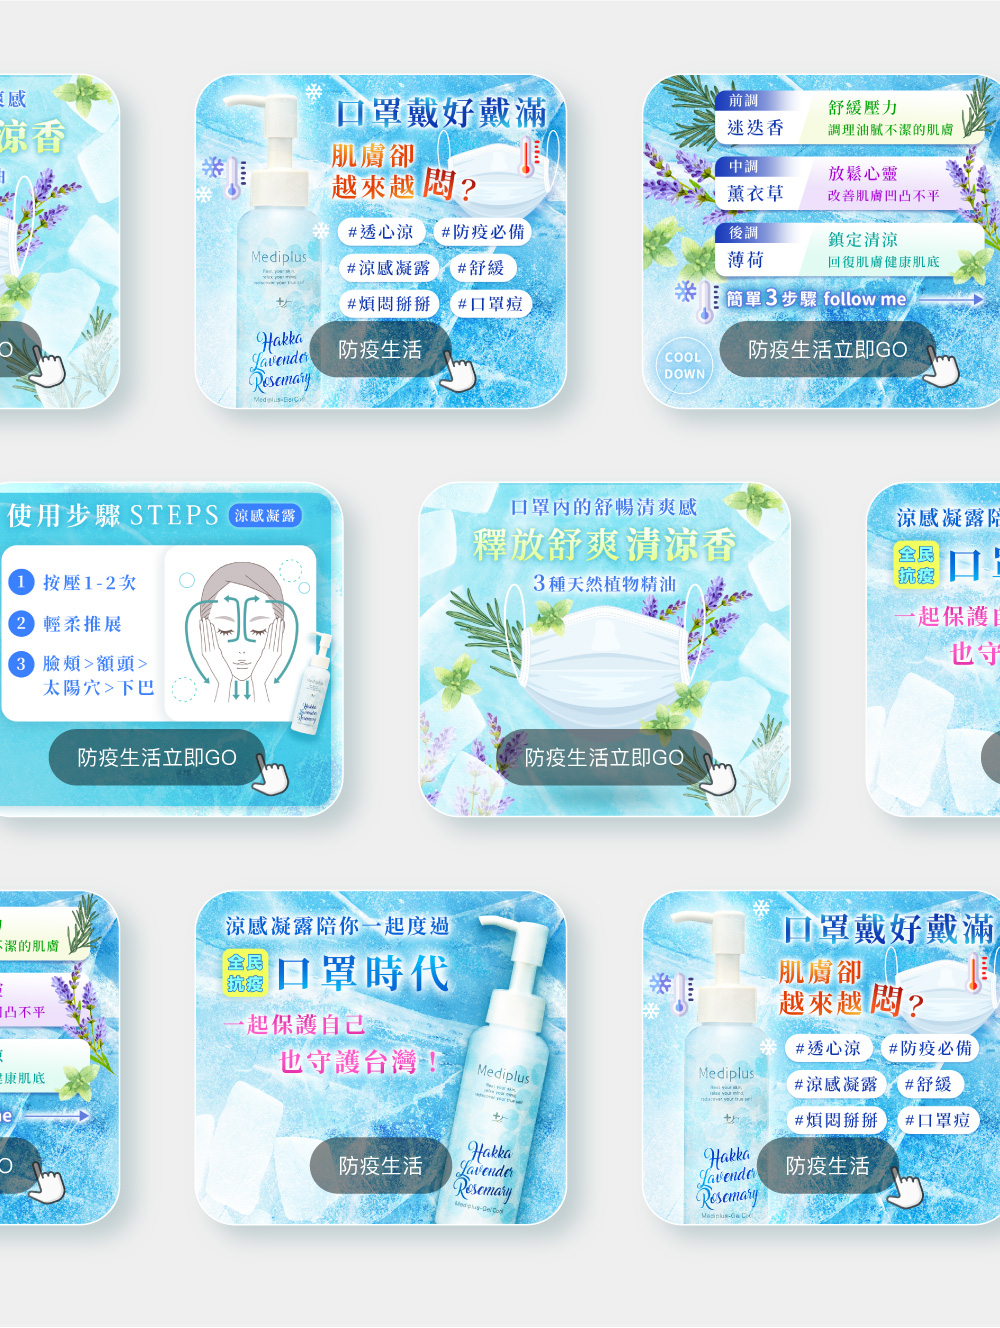 爽感
涼香
油
O
口罩戴好戴滿
肌膚卻
越來越悶？
#透心涼 #防疫必備
#涼感凝露 #舒緩
#煩悶掰掰 #口罩痘
Mediplus
Hakka
Lavender
Rosemary
Mediplus+Gel
防疫生活
前調
迷迭香
舒緩壓力
調理油膩不潔的肌膚
中調
薰衣草
放鬆心靈
改善肌膚凹凸不平
後調
薄荷
鎮定清涼
回復肌膚健康肌底
簡單3步驟 follow me
COOL
DOWN
防疫生活立即GO
使用步驟 STEPS 涼感凝露
1 按壓1-2次
2 輕柔推展
3 臉頰>額頭>
太陽穴>下巴
防疫生活立即GO
口罩內的舒暢清爽感
釋放舒爽清涼香
3種天然植物精油
防疫生活立即GO
涼感凝露陪
全民
抗疫
口罩
一起保護自
也守
不潔的肌膚
凹凸不平
健康肌底
me
O
涼感凝露陪你一起度過
全民
抗疫
口罩時代
一起保護自己
也守護台灣！
Mediplus
Hakka
Lavender
Rosemary
防疫生活
口罩戴好戴滿
肌膚卻
越來越悶？
#透心涼 #防疫必備
#涼感凝露 #舒緩
#煩悶掰掰 #口罩痘
Mediplus
Hakka
Lavender
Rosemary
防疫生活